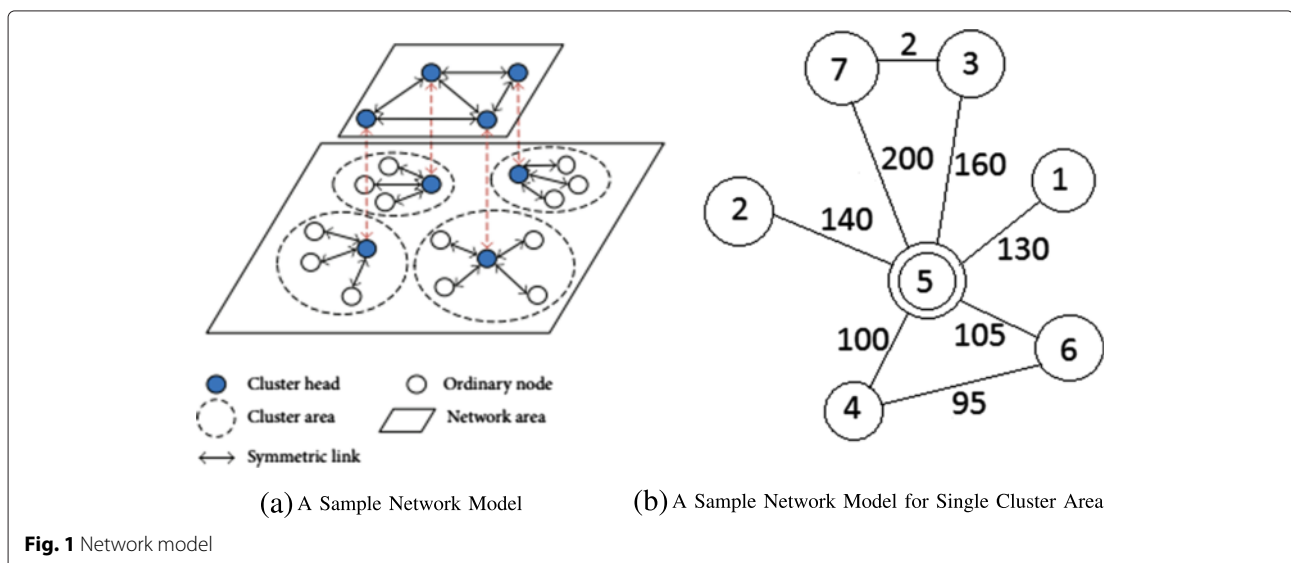 7
2
3
200
160
1
2
140
130
5
100
105
6
4
95
Cluster head
Ordinary node
Cluster area
Network area
Symmetric link
(a) A Sample Network Model
(b) A Sample Network Model for Single Cluster Area
Fig. 1 Network model